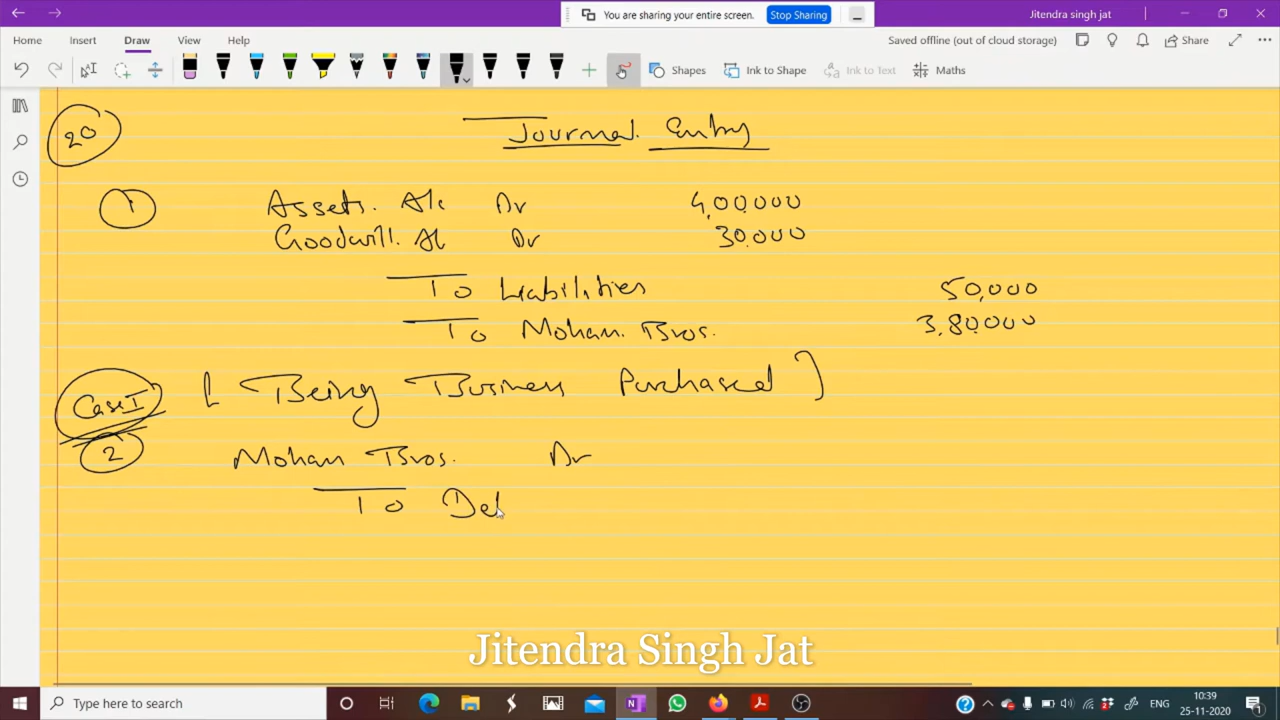 You are sharing your entire screen.
Stop Sharing
Jitendra singh jat
Home
Insert
Draw
View
Help
Saved offline (out of cloud storage)
Share
Shapes
Ink to Shape
Ink to Text
Maths
20
Journal Entry
1
Assets. A/c Dr 4,00,000
Goodwill. A/c Dr 30,000
To Liabilities 50,000
To Mohan. Bros. 3,80,000
Case I
[ Being Business Purchased ]
2
Mohan Bros. Dr
To Deb
Jitendra Singh Jat
Type here to search
ENG
10:39
25-11-2020